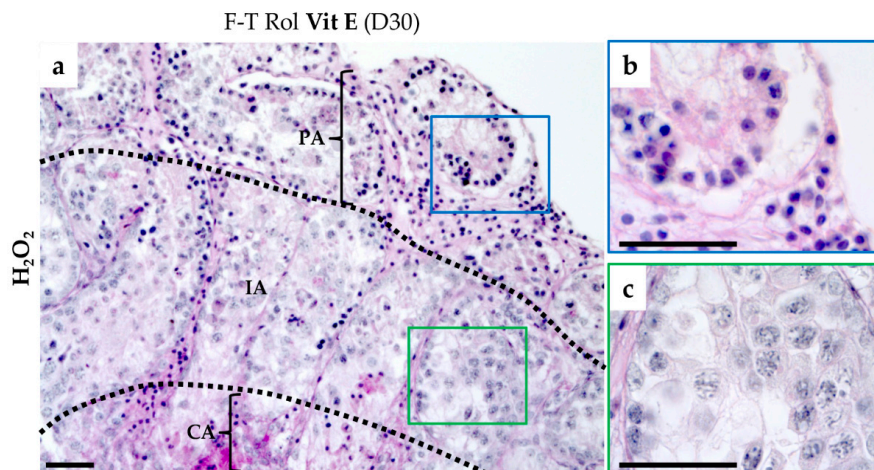 F-T Rol Vit E (D30)
a
PA
IA
CA
H₂O₂
b
c